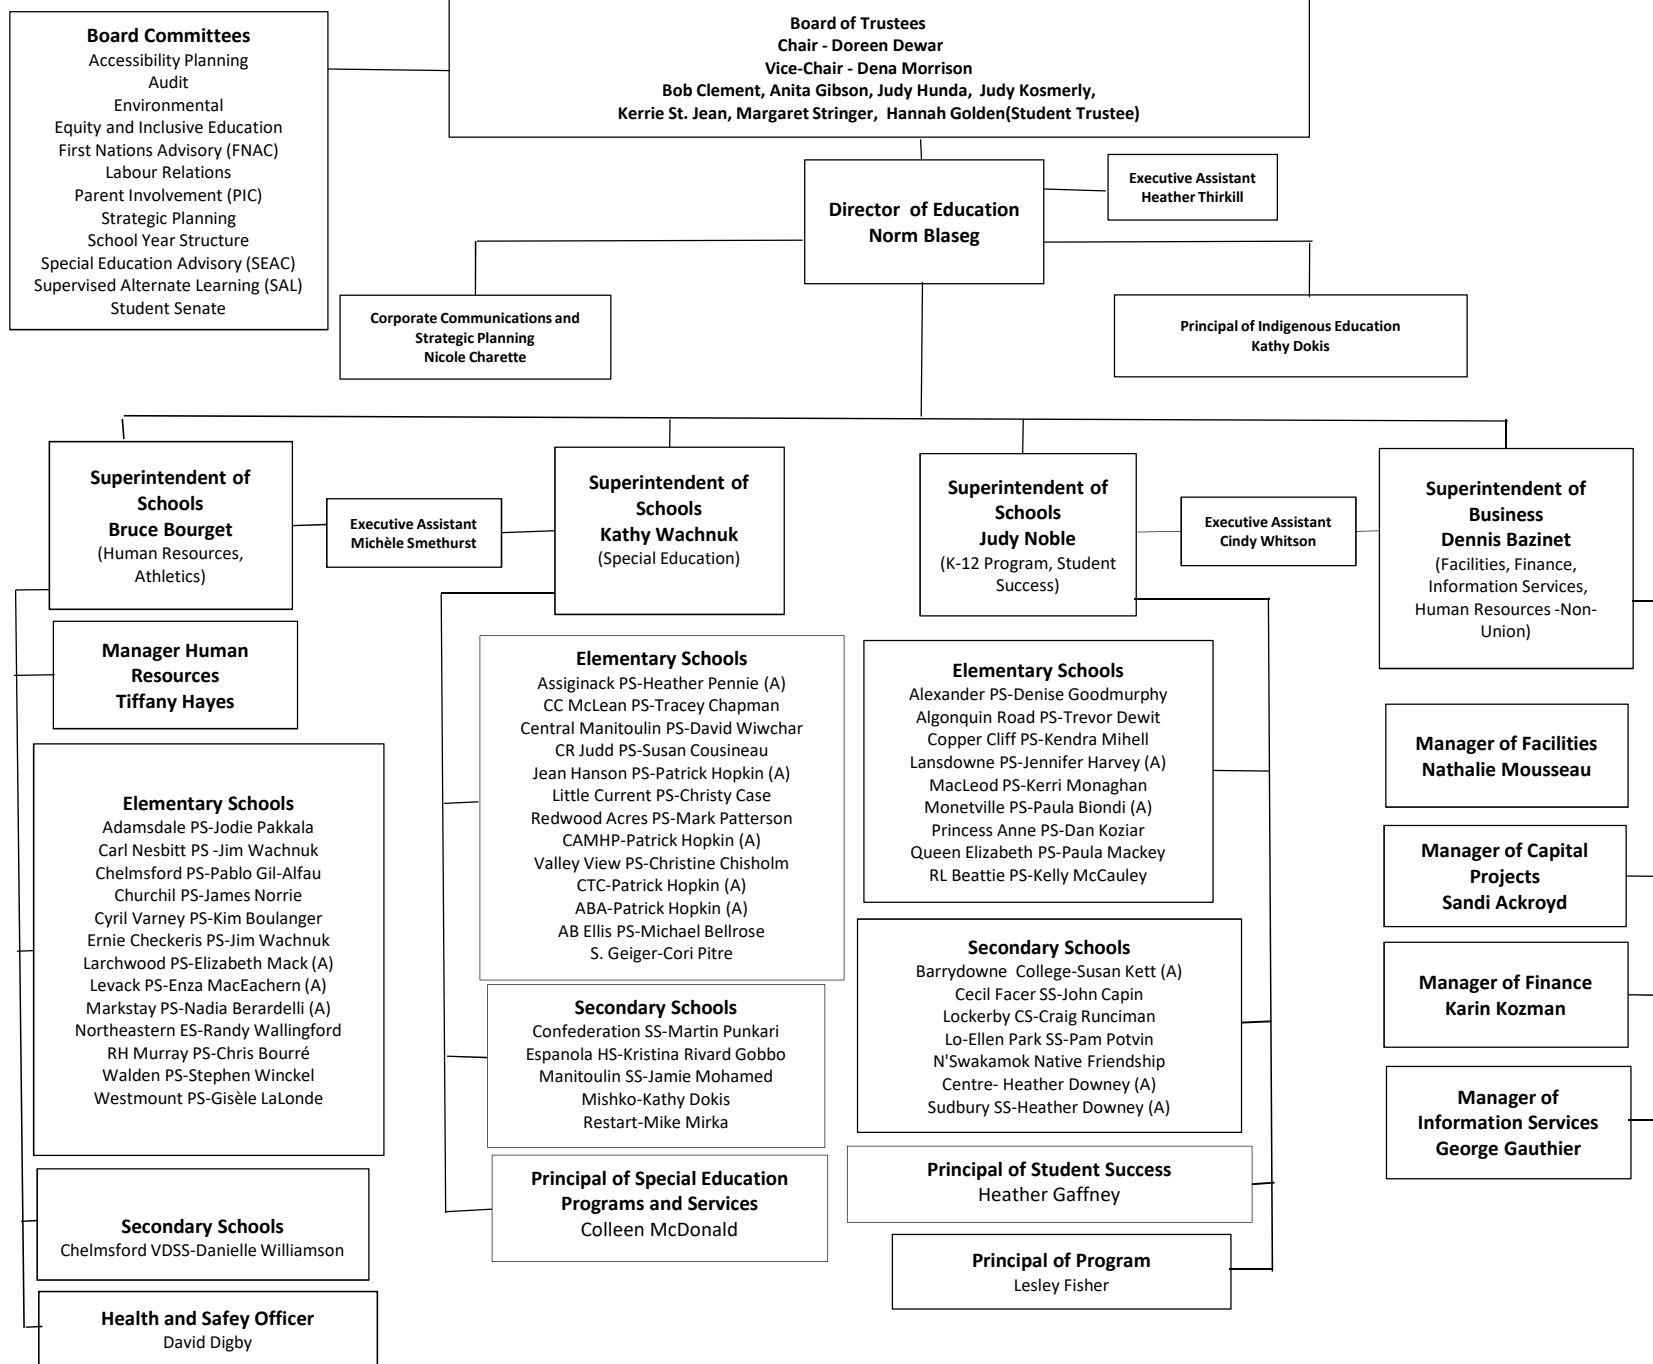 Board Committees
Accessibility Planning
Audit
Environmental
Equity and Inclusive Education
First Nations Advisory (FNAC)
Labour Relations
Parent Involvement (PIC)
Strategic Planning
School Year Structure
Special Education Advisory (SEAC)
Supervised Alternate Learning (SAL)
Student Senate
Board of Trustees
Chair - Doreen Dewar
Vice-Chair - Dena Morrison
Bob Clement, Anita Gibson, Judy Hunda, Judy Kosmerly,
Kerrie St. Jean, Margaret Stringer, Hannah Golden(Student Trustee)
Director of Education
Norm Blaseg
Executive Assistant
Heather Thirkill
Corporate Communications and
Strategic Planning
Nicole Charette
Principal of Indigenous Education
Kathy Dokis
Superintendent of
Schools
Bruce Bourget
(Human Resources,
Athletics)
Executive Assistant
Michèle Smethurst
Superintendent of
Schools
Kathy Wachnuk
(Special Education)
Superintendent of
Schools
Judy Noble
(K-12 Program, Student
Success)
Executive Assistant
Cindy Whitson
Superintendent of
Business
Dennis Bazinet
(Facilities, Finance,
Information Services,
Human Resources -Non-
Union)
Manager Human
Resources
Tiffany Hayes
Elementary Schools
Adamsdale PS-Jodie Pakkala
Carl Nesbitt PS -Jim Wachnuk
Chelmsford PS-Pablo Gil-Alfau
Churchil PS-James Norrie
Cyril Varney PS-Kim Boulanger
Ernie Checkeris PS-Jim Wachnuk
Larchwood PS-Elizabeth Mack (A)
Levack PS-Enza MacEachern (A)
Markstay PS-Nadia Berardelli (A)
Northeastern ES-Randy Wallingford
RH Murray PS-Chris Bourré
Walden PS-Stephen Winckel
Westmount PS-Gisèle LaLonde
Secondary Schools
Chelmsford VDSS-Danielle Williamson
Health and Safey Officer
David Digby
Elementary Schools
Assiginack PS-Heather Pennie (A)
CC McLean PS-Tracey Chapman
Central Manitoulin PS-David Wiwchar
CR Judd PS-Susan Cousineau
Jean Hanson PS-Patrick Hopkin (A)
Little Current PS-Christy Case
Redwood Acres PS-Mark Patterson
CAMHP-Patrick Hopkin (A)
Valley View PS-Christine Chisholm
CTC-Patrick Hopkin (A)
ABA-Patrick Hopkin (A)
AB Ellis PS-Michael Bellrose
S. Geiger-Cori Pitre
Secondary Schools
Confederation SS-Martin Punkari
Espanola HS-Kristina Rivard Gobbo
Manitoulin SS-Jamie Mohamed
Mishko-Kathy Dokis
Restart-Mike Mirka
Principal of Special Education
Programs and Services
Colleen McDonald
Elementary Schools
Alexander PS-Denise Goodmurphy
Algonquin Road PS-Trevor Dewit
Copper Cliff PS-Kendra Mihell
Lansdowne PS-Jennifer Harvey (A)
MacLeod PS-Kerri Monaghan
Monetville PS-Paula Biondi (A)
Princess Anne PS-Dan Koziar
Queen Elizabeth PS-Paula Mackey
RL Beattie PS-Kelly McCauley
Secondary Schools
Barrydowne College-Susan Kett (A)
Cecil Facer SS-John Capin
Lockerby CS-Craig Runciman
Lo-Ellen Park SS-Pam Potvin
N'Swakamok Native Friendship
Centre- Heather Downey (A)
Sudbury SS-Heather Downey (A)
Principal of Student Success
Heather Gaffney
Principal of Program
Lesley Fisher
Manager of Facilities
Nathalie Mousseau
Manager of Capital
Projects
Sandi Ackroyd
Manager of Finance
Karin Kozman
Manager of
Information Services
George Gauthier